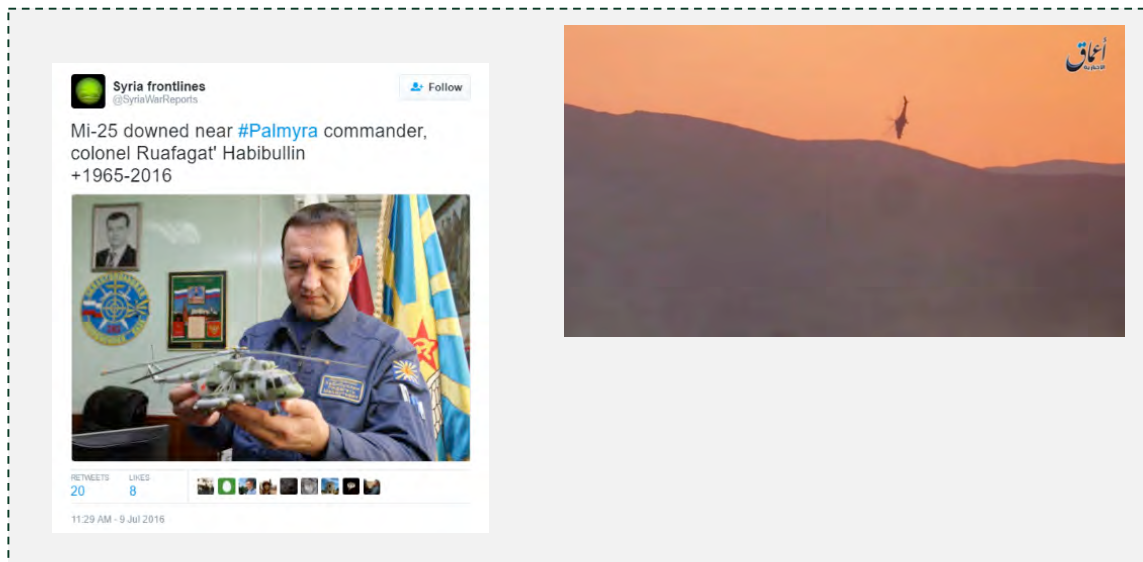 Syria frontlines
@SyriaWarReports
Follow
Mi-25 downed near #Palmyra commander,
colonel Ruafagat' Habibullin
+1965-2016
RETWEETS
LIKES
20
8
11:29 AM - 9 Jul 2016
أعماق